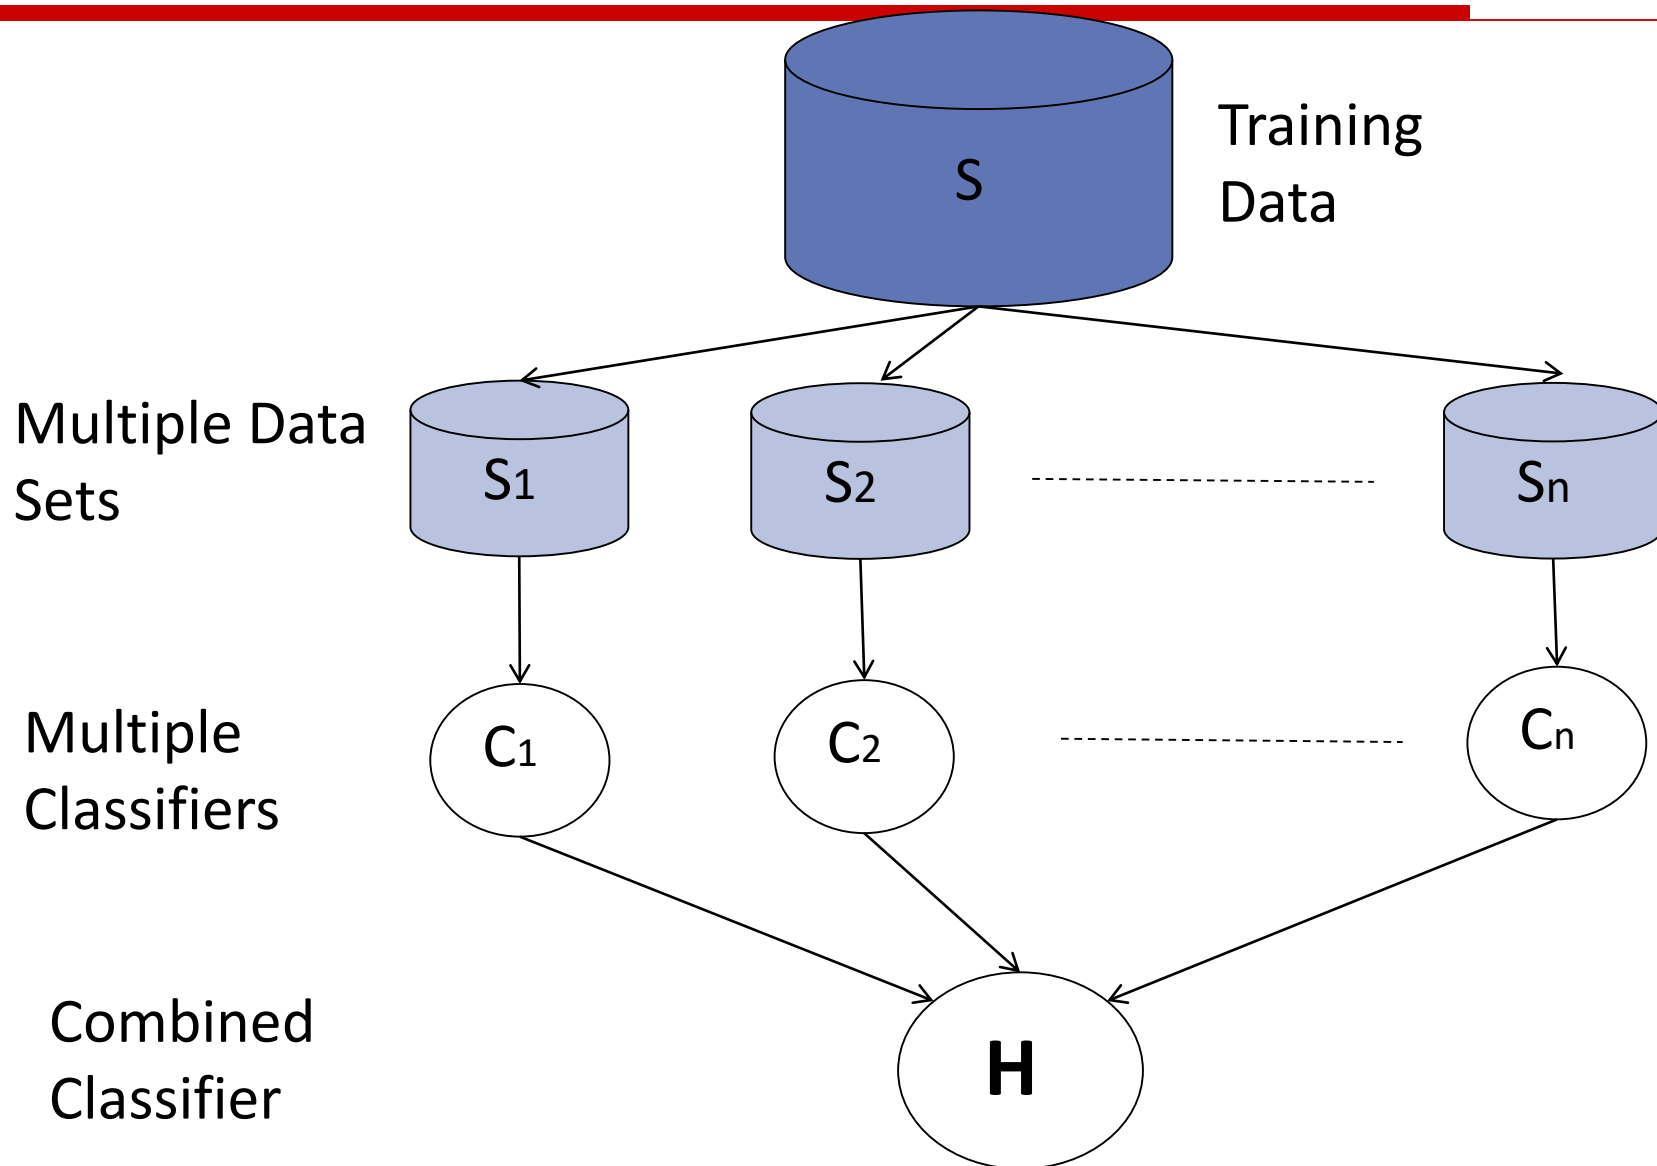 S
Training
Data
Multiple Data
Sets
S1
S2
Sn
Multiple
Classifiers
C1
C2
Cn
Combined
Classifier
H